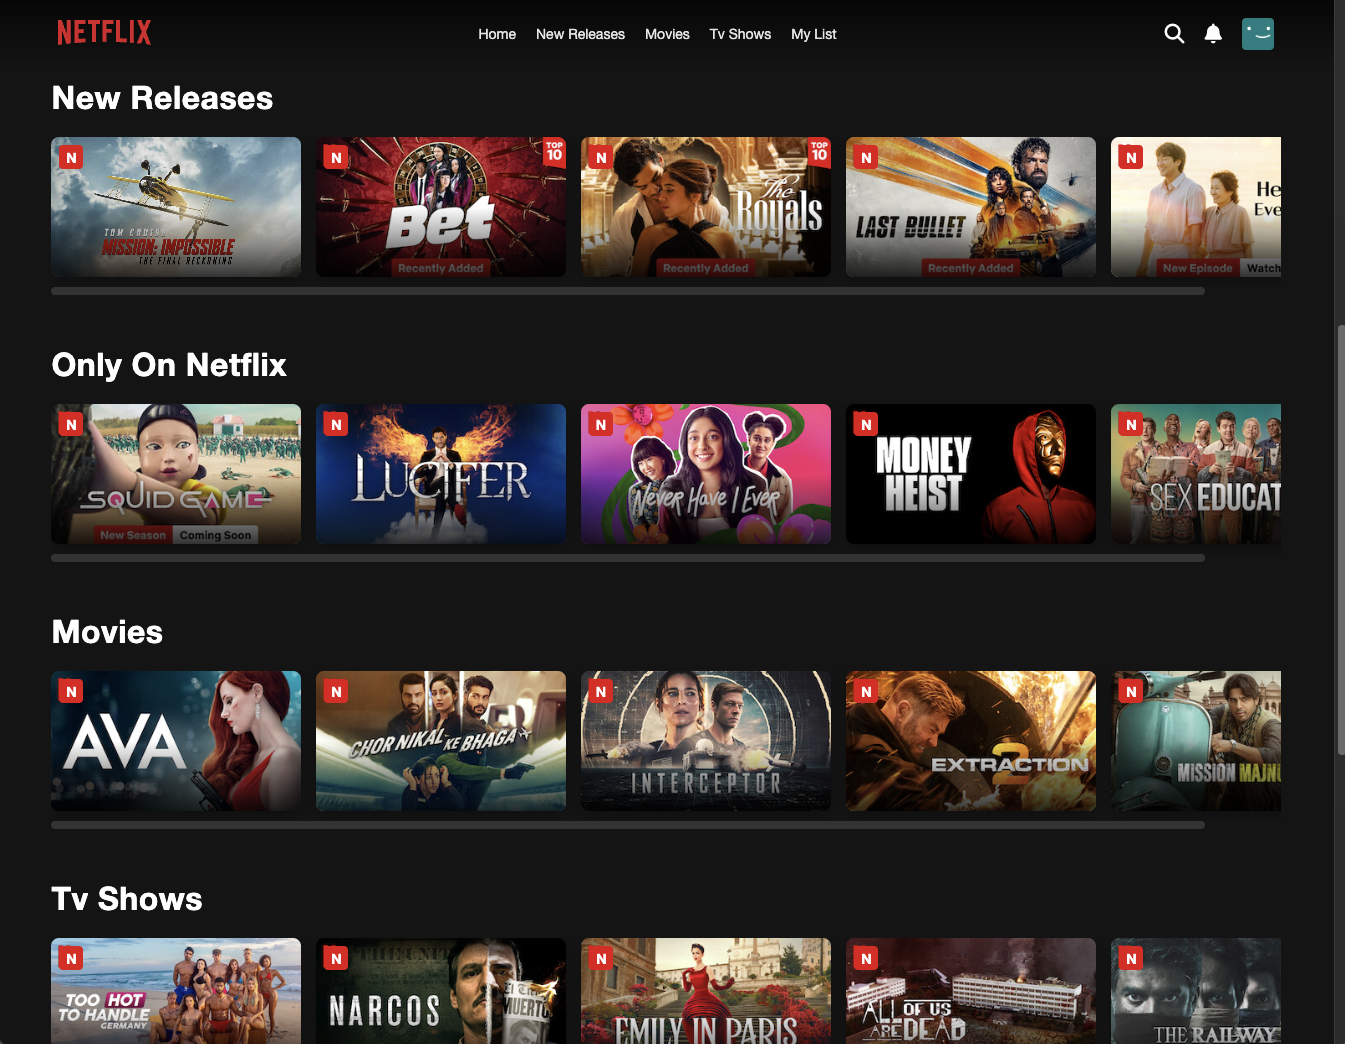 NETFLIX
Home New Releases Movies Tv Shows My List
New Releases
N
TOM CRUISE
MISSION: IMPOSSIBLE
THE FINAL RECKONING
N
TOP
10
Bet
Recently Added
N
TOP
10
The
Royals
Recently Added
N
LAST BULLET
Recently Added
N
He
Eve
New Episode Watch
Only On Netflix
N
SQUID GAME
New Season Coming Soon
N
LUCIFER
N
Never Have I Ever
N
MONEY
HEIST
N
SEX EDUCAT
Movies
N
AVA
N
CHOR NIKAL KE BHAGA
N
INTERCEPTOR
N
2
EXTRACTION
N
MISSION MAJNU
Tv Shows
N
TOO HOT
TO HANDLE
GERMANY
N
NARCOS
MUERTO
N
EMILY IN PARIS
N
ALL OF US
ARE DEAD
N
THE RAILWAY